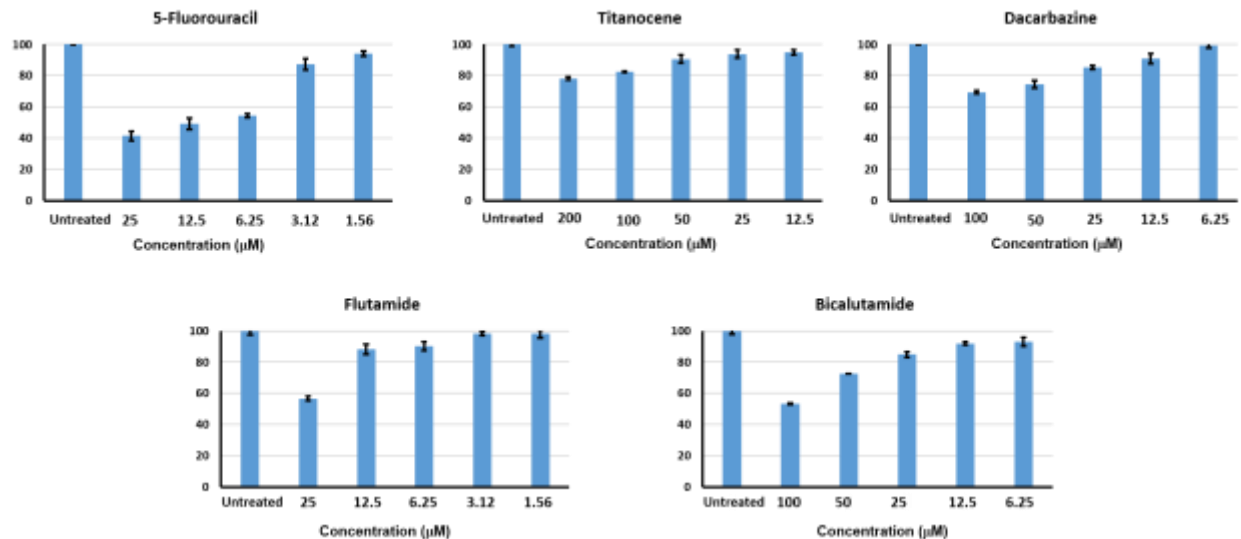 5-Fluorouracil
100
80
60
40
20
0
Untreated 25 12.5 6.25 3.12 1.56
Concentration (µM)
Titanocene
100
80
60
40
20
0
Untreated 200 100 50 25 12.5
Concentration (µM)
Dacarbazine
100
80
60
40
20
0
Untreated 100 50 25 12.5 6.25
Concentration (µM)
Flutamide
100
80
60
40
20
0
Untreated 25 12.5 6.25 3.12 1.56
Concentration (µM)
Bicalutamide
100
80
60
40
20
0
Untreated 100 50 25 12.5 6.25
Concentration (µM)